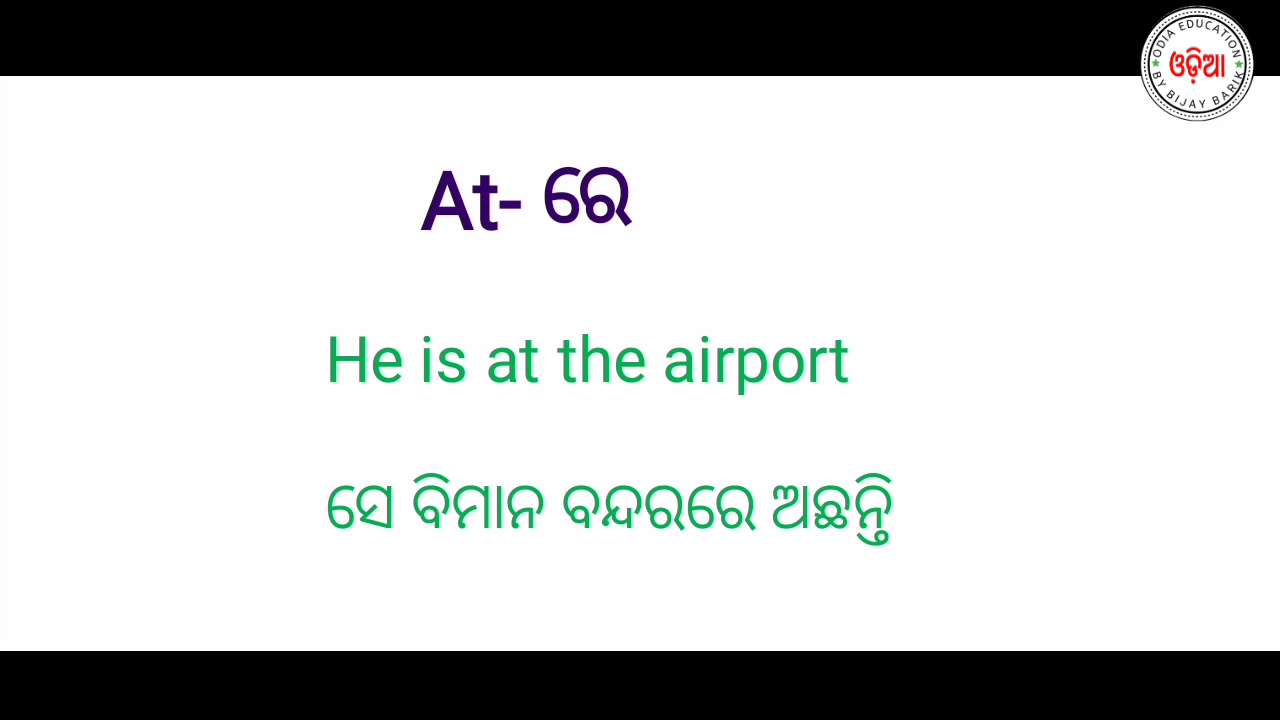 ODIA EDUCATION
ଓଡ଼ିଆ
BY BIJAY BARIK
At- ରେ
He is at the airport
ସେ ବିମାନ ବନ୍ଦରରେ ଅଛନ୍ତି